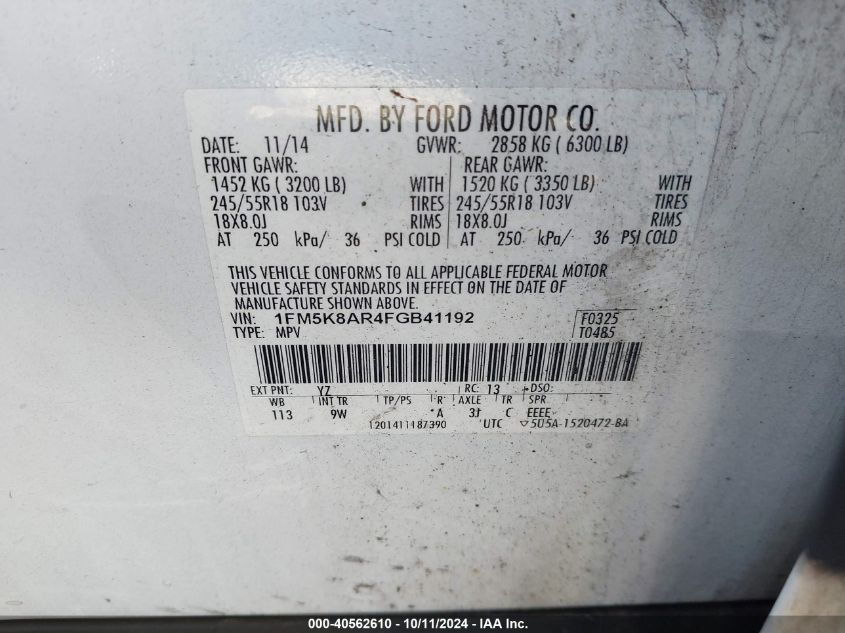 MFD. BY FORD MOTOR CO.
DATE: 11/14 GVWR: 2858 KG ( 6300 LB)
FRONT GAWR: REAR GAWR:
1452 KG ( 3200 LB) WITH 1520 KG ( 3350 LB) WITH
245/55R18 103V TIRES 245/55R18 103V TIRES
18X8.0J RIMS 18X8.0J RIMS
AT 250 kPa/ 36 PSI COLD AT 250 kPa/ 36 PSI COLD
THIS VEHICLE CONFORMS TO ALL APPLICABLE FEDERAL MOTOR
VEHICLE SAFETY STANDARDS IN EFFECT ON THE DATE OF
MANUFACTURE SHOWN ABOVE.
VIN: 1FM5K8AR4FGB41192 F0325
TYPE: MPV T0485
EXT PNT: YZ RC: 13 DSO:
WB INT TR TP/PS R AXLE TR SPR
113 9W A 31 C EEEE
1201411187390 UTC 5U5A-1520472-BA
000-40562610 - 10/11/2024 - IAA Inc.